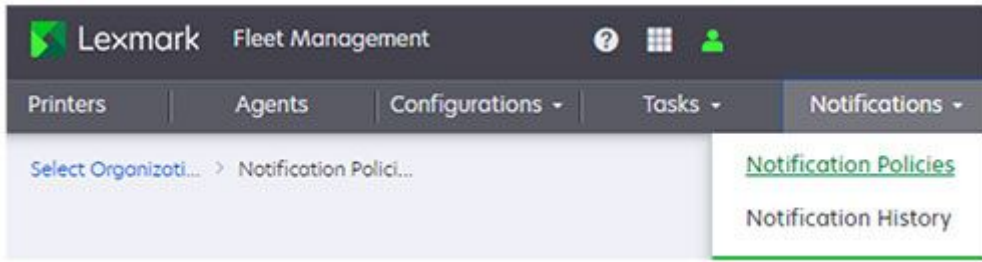 Lexmark Fleet Management ?
Printers Agents Configurations Tasks Notifications
Select Organizati... > Notification Polici... Notification Policies
Notification History